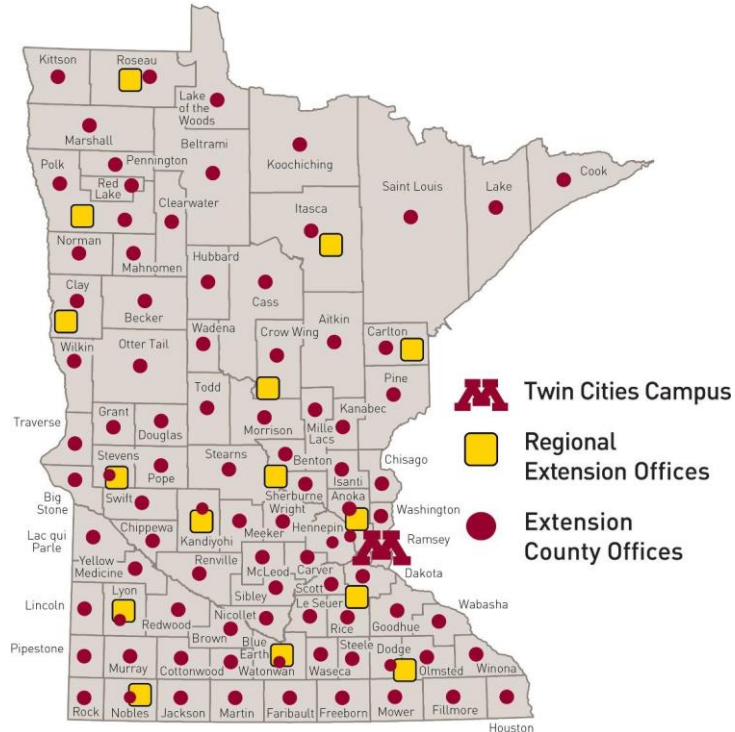 Kittson
Roseau
Lake
of the
Woods
Marshall
Beltrami
Koochiching
Pennington
Polk
Red
Lake
Clearwater
Saint Louis
Lake
Cook
Itasca
Norman
Mahnomen
Hubbard
Clay
Becker
Cass
Wadena
Crow Wing
Aitkin
Carlton
Wilkin
Otter Tail
Pine
Todd
Twin Cities Campus
Grant
Douglas
Morrison
Mille
Lacs
Kanabec
Traverse
Stevens
Pope
Stearns
Benton
Isanti
Chisago
Regional
Extension Offices
Big
Stone
Swift
Sherburne
Anoka
Washington
Lac qui
Parle
Chippewa
Kandiyohi
Meeker
Wright
Hennepin
Ramsey
Extension
County Offices
Yellow
Medicine
Renville
McLeod
Carver
Scott
Dakota
Lyon
Sibley
Le Seuer
Lincoln
Redwood
Nicollet
Rice
Goodhue
Wabasha
Brown
Blue
Earth
Steele
Dodge
Pipestone
Murray
Cottonwood
Watonwan
Waseca
Olmsted
Winona
Rock
Nobles
Jackson
Martin
Faribault
Freeborn
Mower
Fillmore
Houston